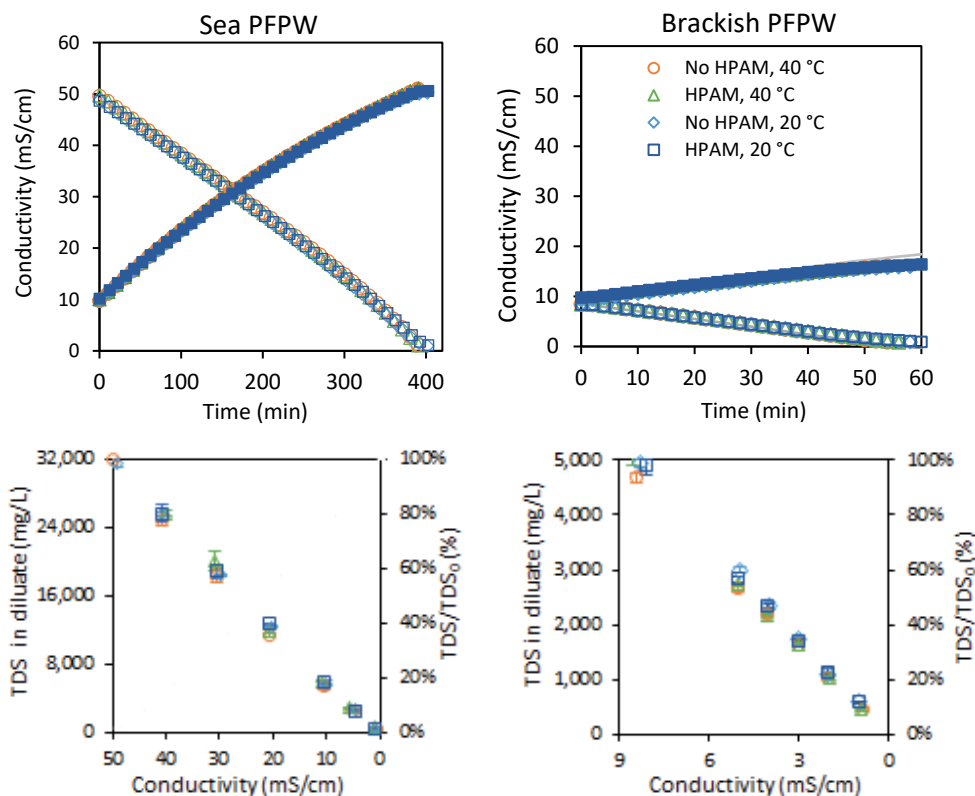 Sea PFPW
Conductivity (mS/cm)
60
50
40
30
20
10
0
0 100 200 300 400
Time (min)
Brackish PFPW
Conductivity (mS/cm)
60
50
40
30
20
10
0
No HPAM, 40 °C
HPAM, 40 °C
No HPAM, 20 °C
HPAM, 20 °C
0 10 20 30 40 50 60
Time (min)
TDS in diluate (mg/L)
32,000
24,000
16,000
8,000
0
100%
80%
60%
40%
20%
0%
TDS/TDS₀ (%)
50 40 30 20 10 0
Conductivity (mS/cm)
TDS in diluate (mg/L)
5,000
4,000
3,000
2,000
1,000
0
100%
80%
60%
40%
20%
0%
TDS/TDS₀ (%)
9 6 3 0
Conductivity (mS/cm)